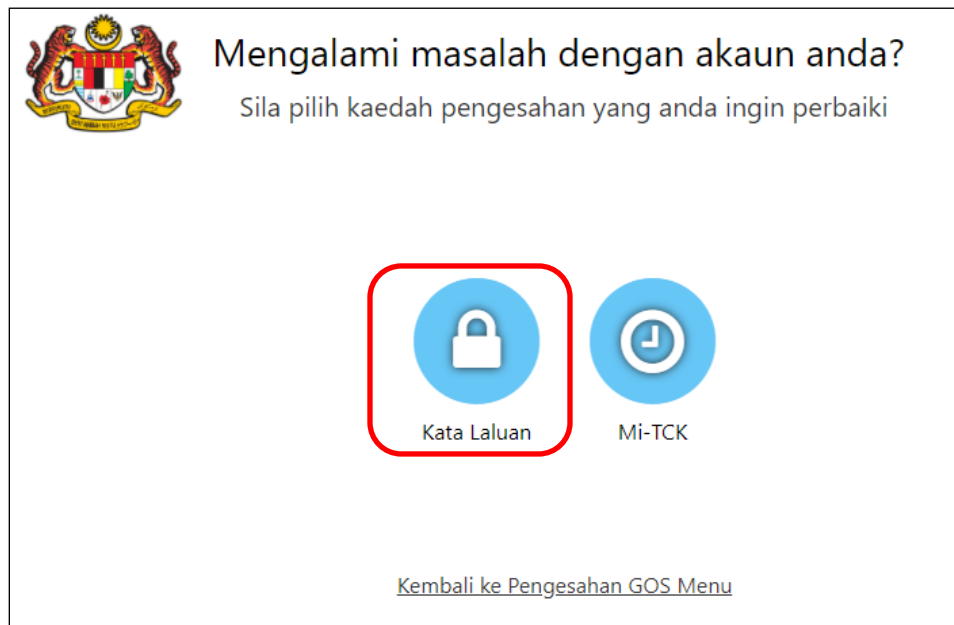 Mengalami masalah dengan akaun anda?
Sila pilih kaedah pengesahan yang anda ingin perbaiki
Kata Laluan
Mi-TCK
Kembali ke Pengesahan GOS Menu